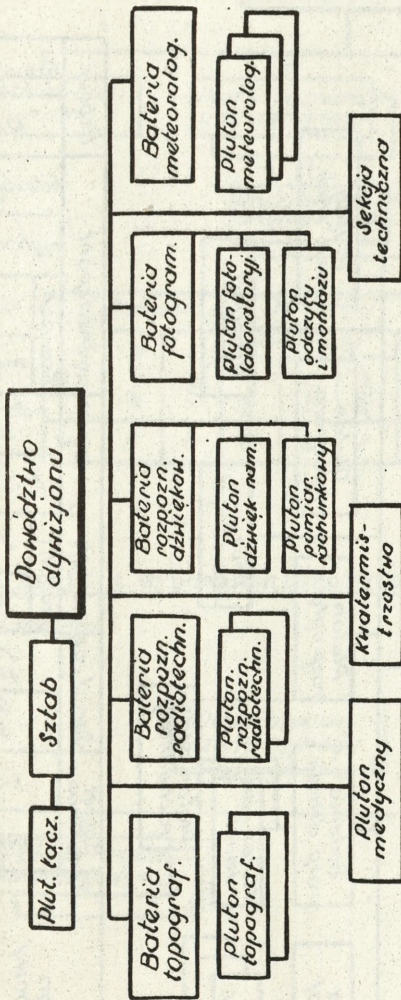 Dowództwo
dywizjonu
Sztab
Plut. łącz.
Bateria
topograf.
Bateria
rozpozn.
radiotechn.
Bateria
rozpozn.
dźwiękow.
Bateria
fotogram.
Bateria
meteorolog.
Pluton
topograf.
Pluton
rozpozn.
radiotechn.
Pluton
dźwięk nam.
Pluton
pomiar.
rachunkowy
Pluton foto-
laboratoryj.
Pluton
odczytu
i montażu
Pluton
meteorolog.
Pluton
medyczny
Kwatermis-
trzostwo
Sekcja
techniczna